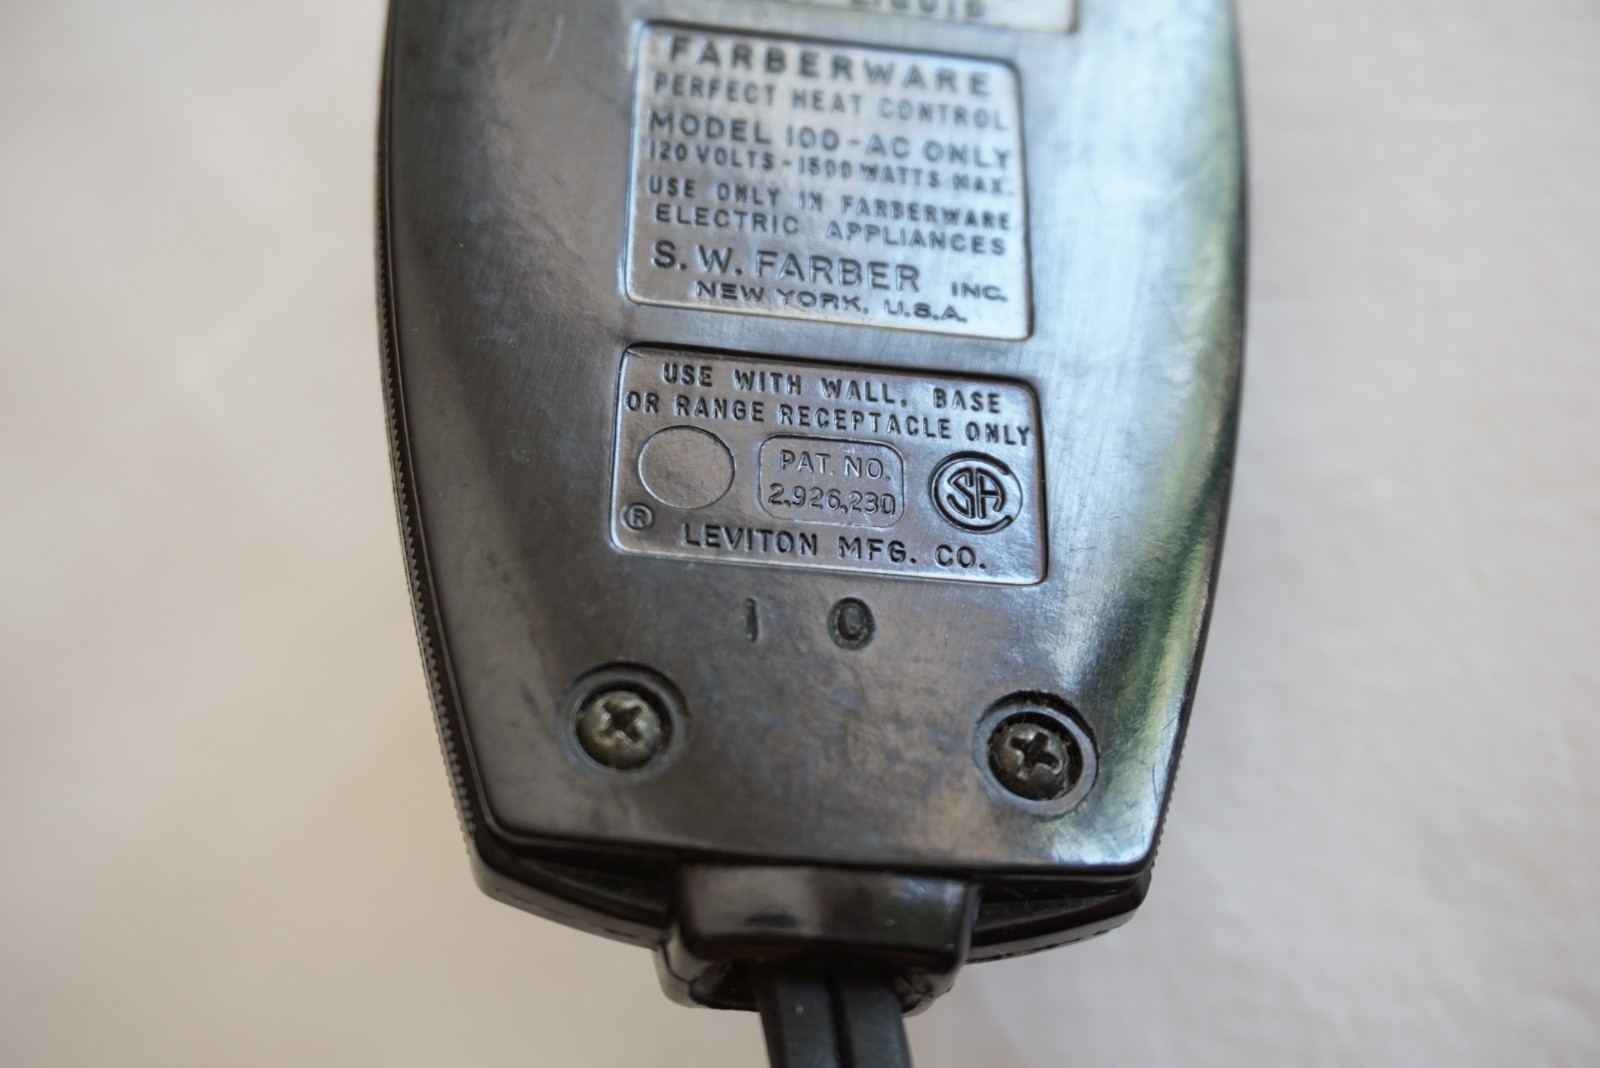 LIQUID
FARBERWARE
PERFECT HEAT CONTROL
MODEL 100-AC ONLY
120 VOLTS-1500 WATTS MAX.
USE ONLY IN FARBERWARE
ELECTRIC APPLIANCES
S. W. FARBER INC.
NEW YORK, U.S.A.
USE WITH WALL, BASE
OR RANGE RECEPTACLE ONLY
PAT. NO.
2,926,230
SA
®
LEVITON MFG. CO.
10